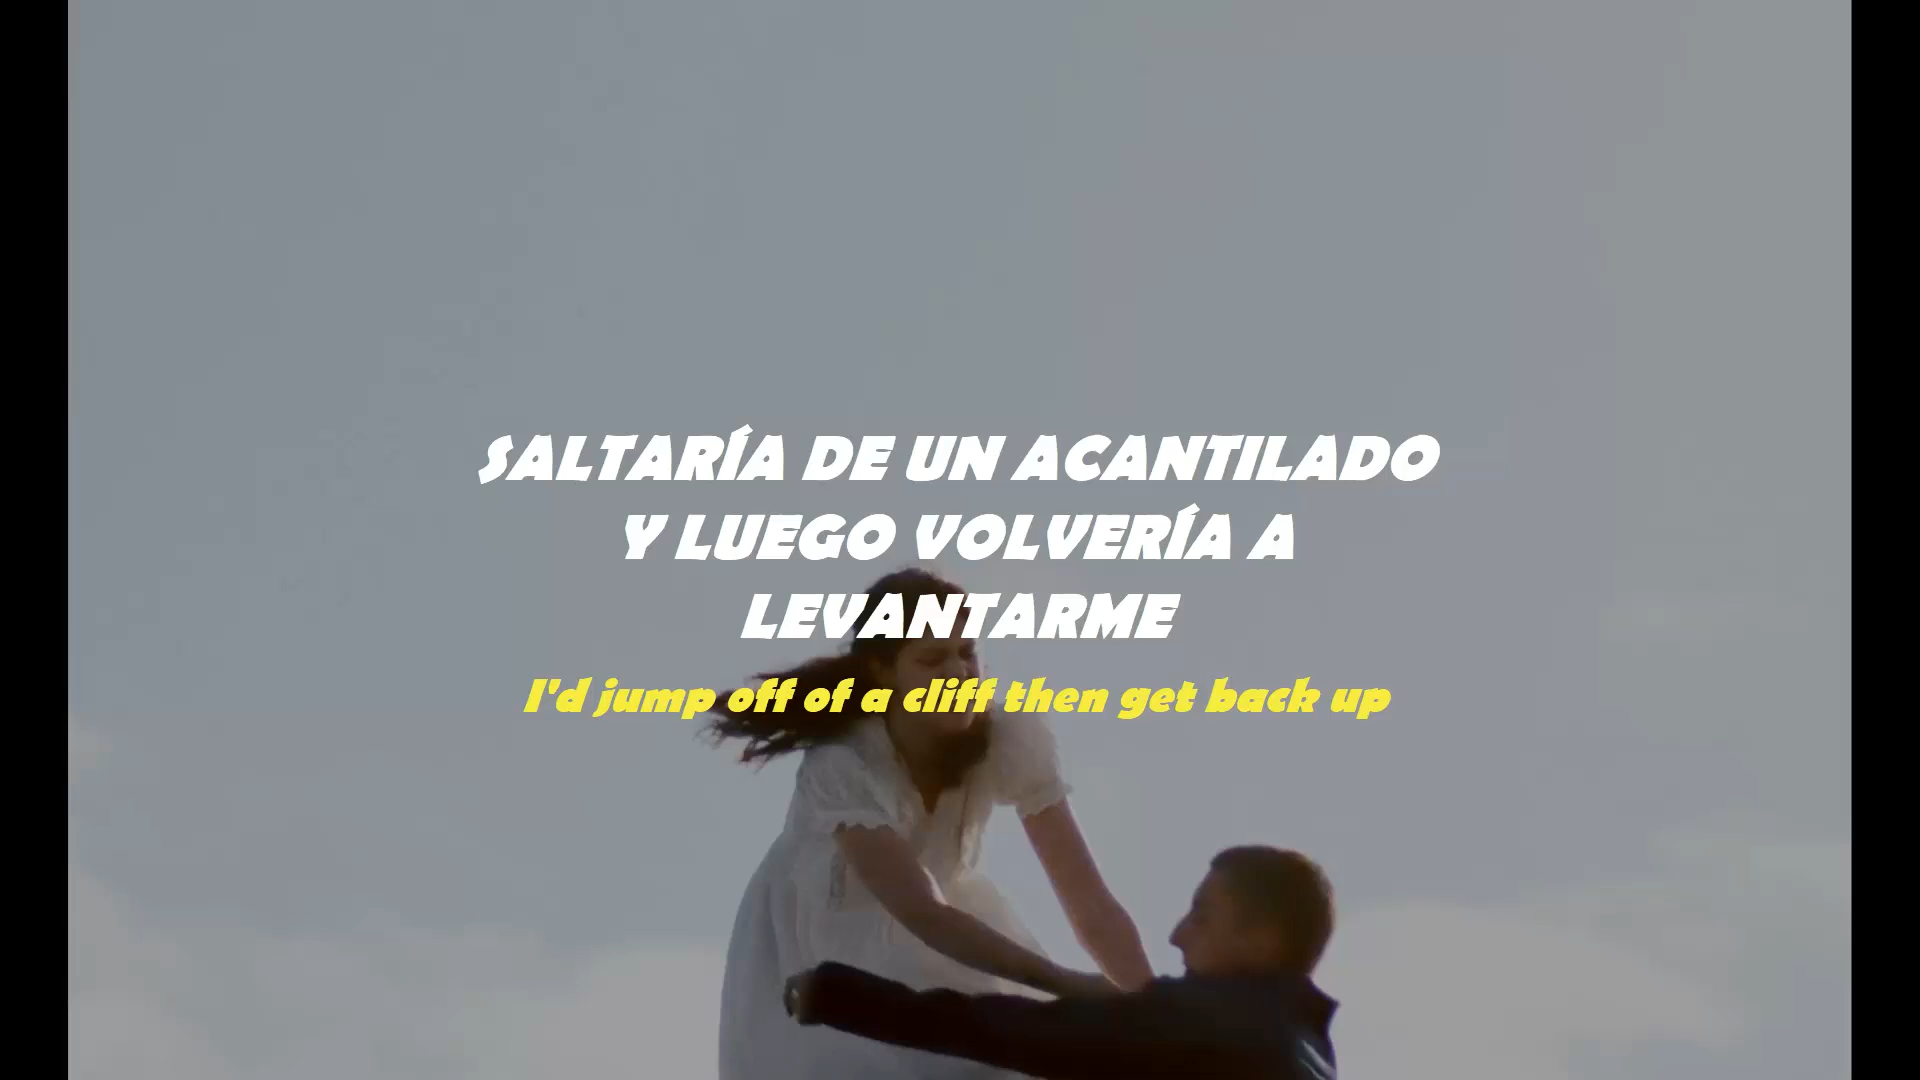 SALTARÍA DE UN ACANTILADO
Y LUEGO VOLVERÍA A
LEVANTARME
I'd jump off of a cliff then get back up